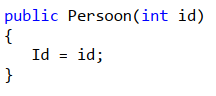 public Persoon(int id)
{
    Id = id;
}